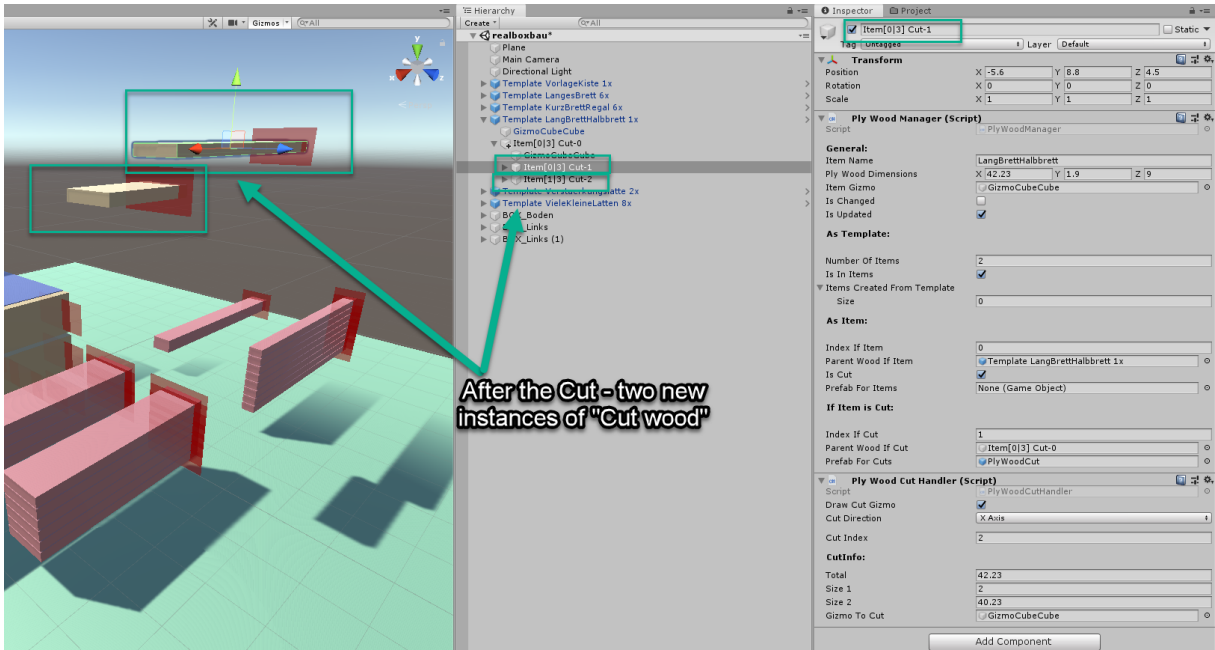 Gizmos
All
y
x
z
After the Cut - two new
instances of "Cut wood"
Hierarchy
Create
All
realboxbau*
Plane
Main Camera
Directional Light
Template VorlageKiste 1x
Template LangesBrett 6x
Template KurzBrettRegal 6x
Template LangBrettHalbbrett 1x
GizmoCubeCube
Item[0|3] Cut-0
GizmoCubeCube
Item[0|3] Cut-1
Item[1|3] Cut-2
Template Verstaerkungslatte 2x
Template VieleKleineLatten 8x
BOX_Boden
_Links
B X_Links (1)
Inspector
Project
Item[0|3] Cut-1
Static
Tag Untagged Layer Default
Transform
Position X -5.6 Y 8.8 Z 4.5
Rotation X 0 Y 0 Z 0
Scale X 1 Y 1 Z 1
Ply Wood Manager (Script)
Script PlyWoodManager
General:
Item Name LangBrettHalbbrett
Ply Wood Dimensions X 42.23 Y 1.9 Z 9
Item Gizmo GizmoCubeCube
Is Changed
Is Updated
As Template:
Number Of Items 2
Is In Items
Items Created From Template
Size 0
As Item:
Index If Item 0
Parent Wood If Item Template LangBrettHalbbrett 1x
Is Cut
Prefab For Items None (Game Object)
If Item is Cut:
Index If Cut 1
Parent Wood If Cut Item[0|3] Cut-0
Prefab For Cuts PlyWoodCut
Ply Wood Cut Handler (Script)
Script PlyWoodCutHandler
Draw Cut Gizmo
Cut Direction X Axis
Cut Index 2
CutInfo:
Total 42.23
Size 1 2
Size 2 40.23
Gizmo To Cut GizmoCubeCube
Add Component